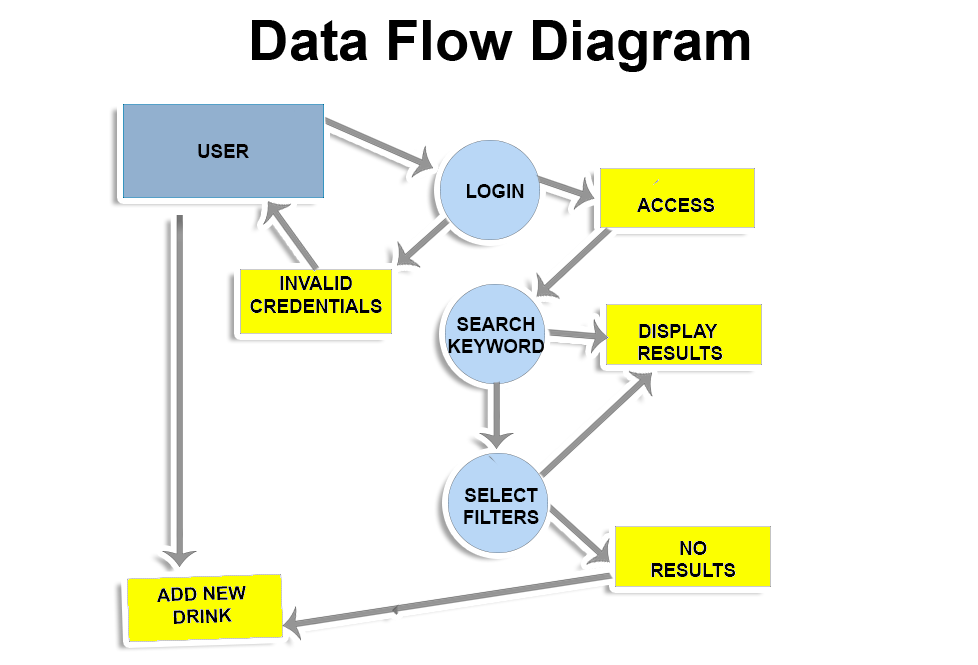 Data Flow Diagram
USER
LOGIN
ACCESS
INVALID
CREDENTIALS
SEARCH
KEYWORD
DISPLAY
RESULTS
SELECT
FILTERS
NO
RESULTS
ADD NEW
DRINK